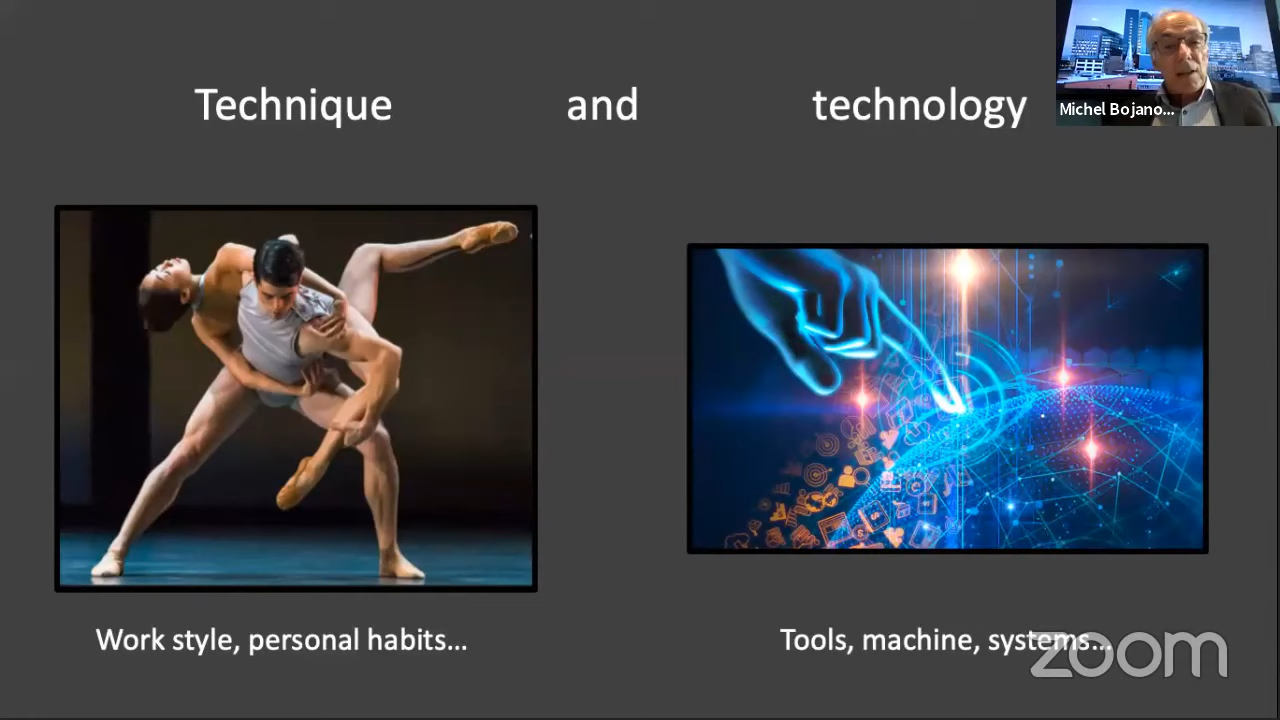 Technique and technology
Michel Bojano...
Work style, personal habits...
Tools, machine, systems...
zoom